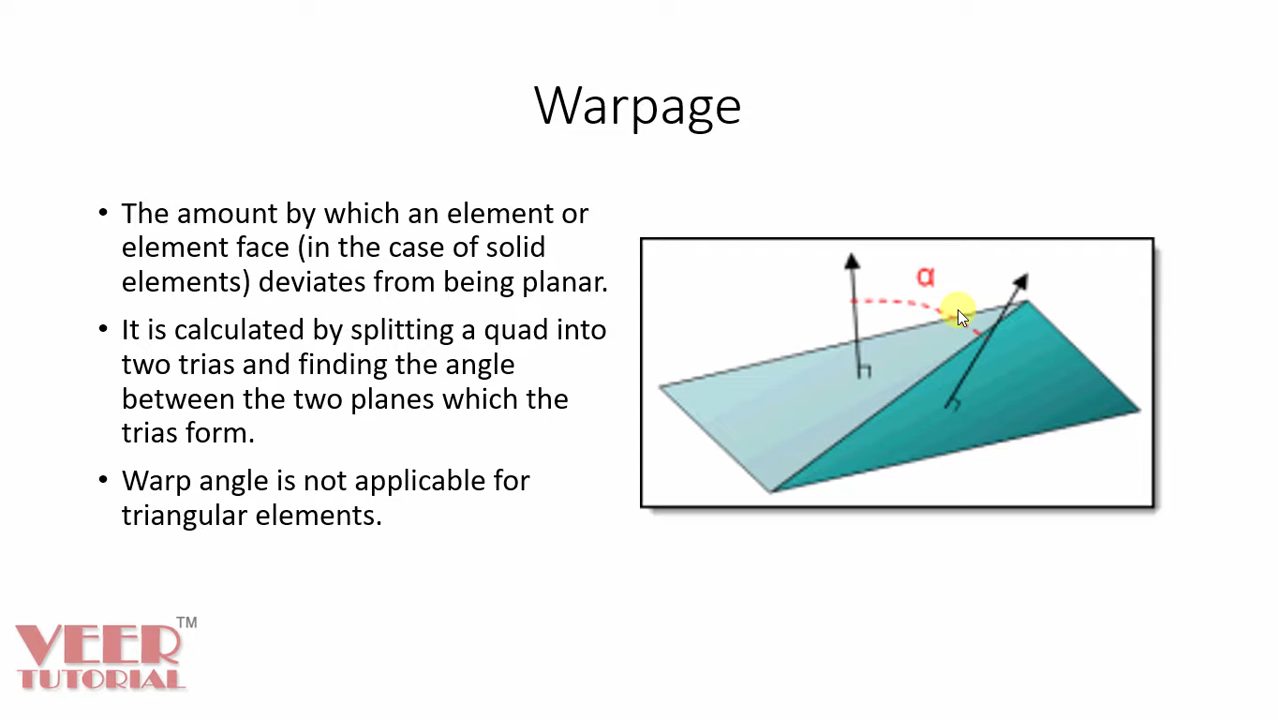 Warpage
• The amount by which an element or
element face (in the case of solid
elements) deviates from being planar.
• It is calculated by splitting a quad into
two trias and finding the angle
between the two planes which the
trias form.
• Warp angle is not applicable for
triangular elements.
α
VEER TM
TUTORIAL